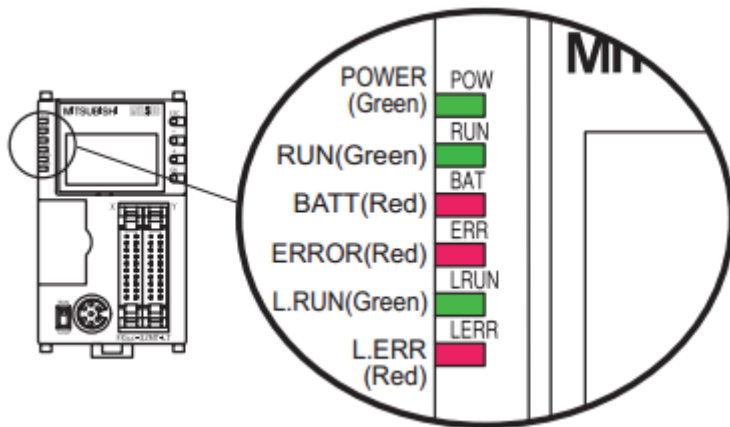 MITSUBISHI
X
Y
POWER
(Green)
POW
RUN(Green)
RUN
BATT(Red)
BAT
ERROR(Red)
ERR
L.RUN(Green)
LRUN
L.ERR
(Red)
LERR